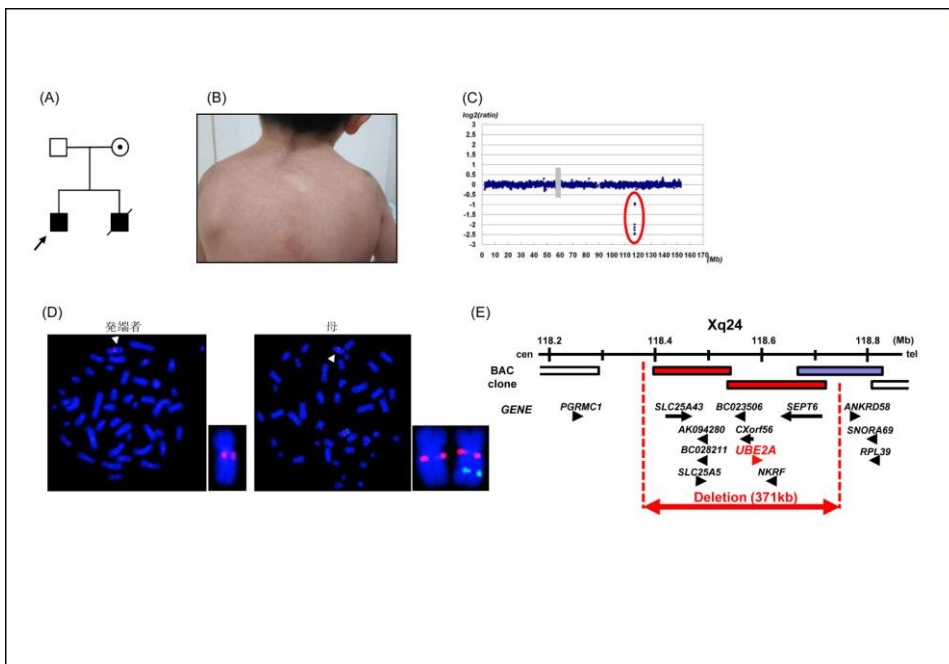 (A)
(B)
(C)
log2(ratio)
3
2.5
2
1.5
1
0.5
0
-0.5
-1
-1.5
-2
-2.5
-3
0 10 20 30 40 50 60 70 80 90 100 110 120 130 140 150 160 170 (Mb)
(D)
発端者
母
(E)
Xq24
118.2 118.4 118.6 118.8 (Mb)
cen tel
BAC
clone
GENE PGRMC1 SLC25A43 BC023506 SEPT6 ANKRD58
AK094280 CXorf56 SNORA69
BC028211 UBE2A RPL39
SLC25A5 NKRF
Deletion (371kb)